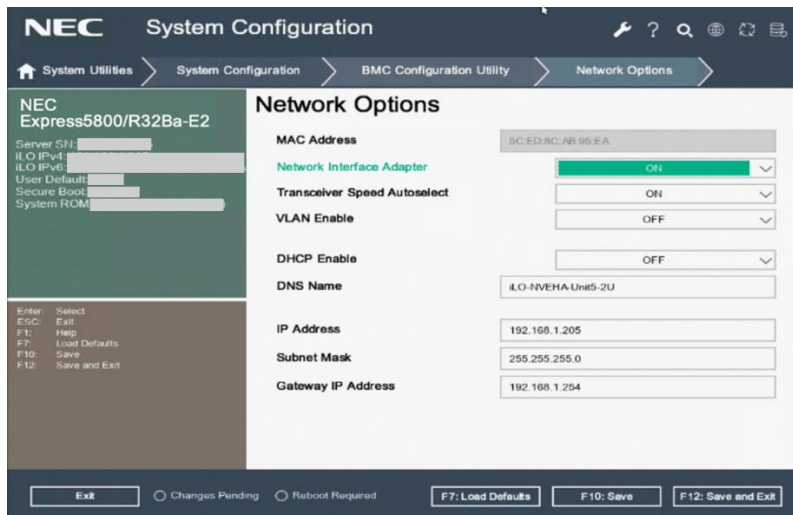 NEC System Configuration
System Utilities System Configuration BMC Configuration Utility Network Options
NEC
Express5800/R32Ba-E2
Server SN:
iLO IPv4:
iLO IPv6:
User Default:
Secure Boot:
System ROM
Enter: Select
ESC: Exit
F1: Help
F7: Load Defaults
F10: Save
F12: Save and Exit
Network Options
MAC Address 5C:ED:8C:AB:95:EA
Network Interface Adapter ON
Transceiver Speed Autoselect ON
VLAN Enable OFF
DHCP Enable OFF
DNS Name iLO-NVEHA-Unit5-2U
IP Address 192.168.1.205
Subnet Mask 255.255.255.0
Gateway IP Address 192.168.1.254
Exit Changes Pending Reboot Required F7: Load Defaults F10: Save F12: Save and Exit